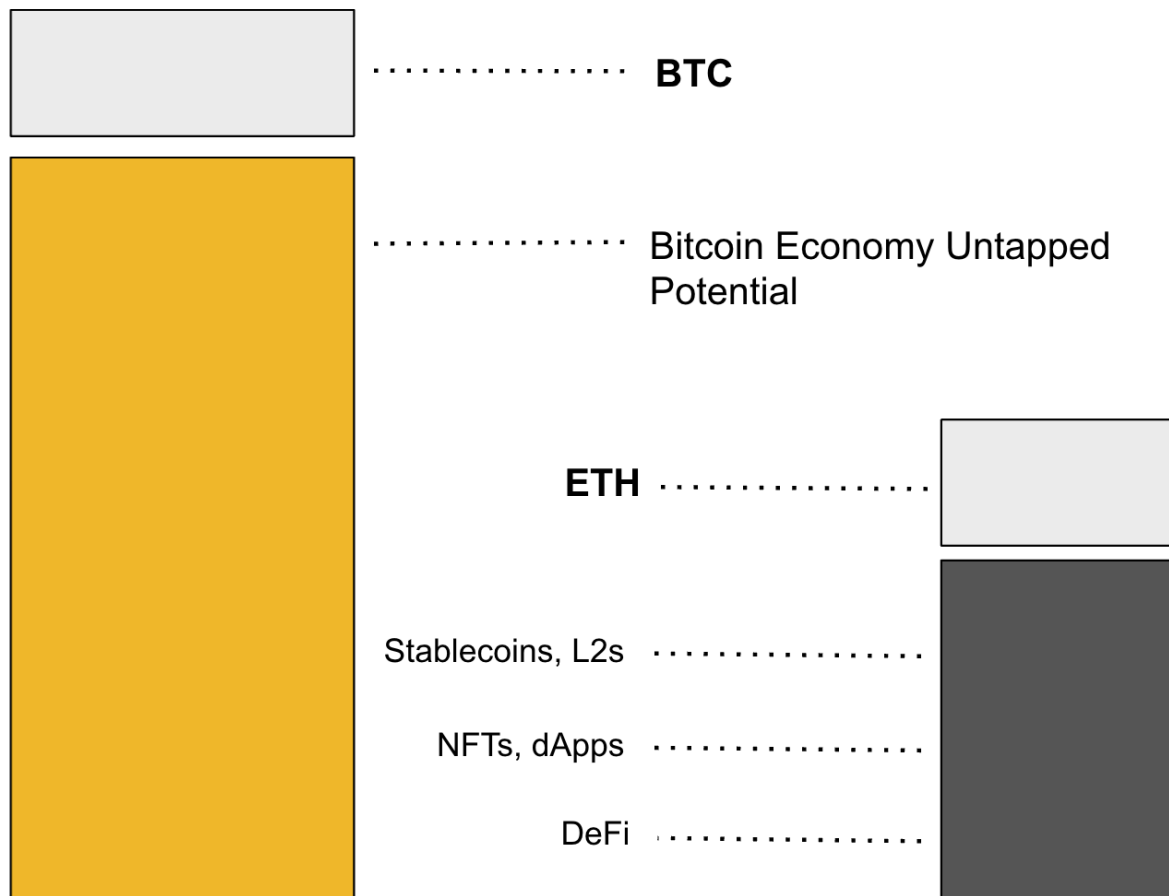 BTC
Bitcoin Economy Untapped
Potential
ETH
Stablecoins, L2s
NFTs, dApps
DeFi